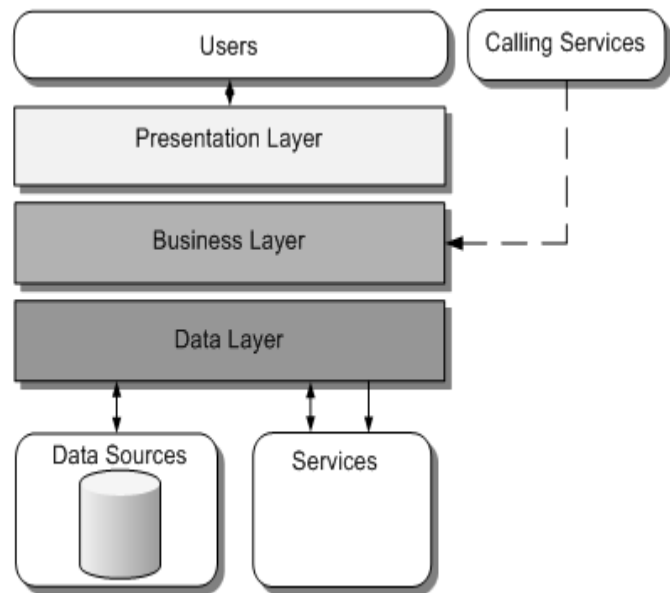 Users
Calling Services
Presentation Layer
Business Layer
Data Layer
Data Sources
Services